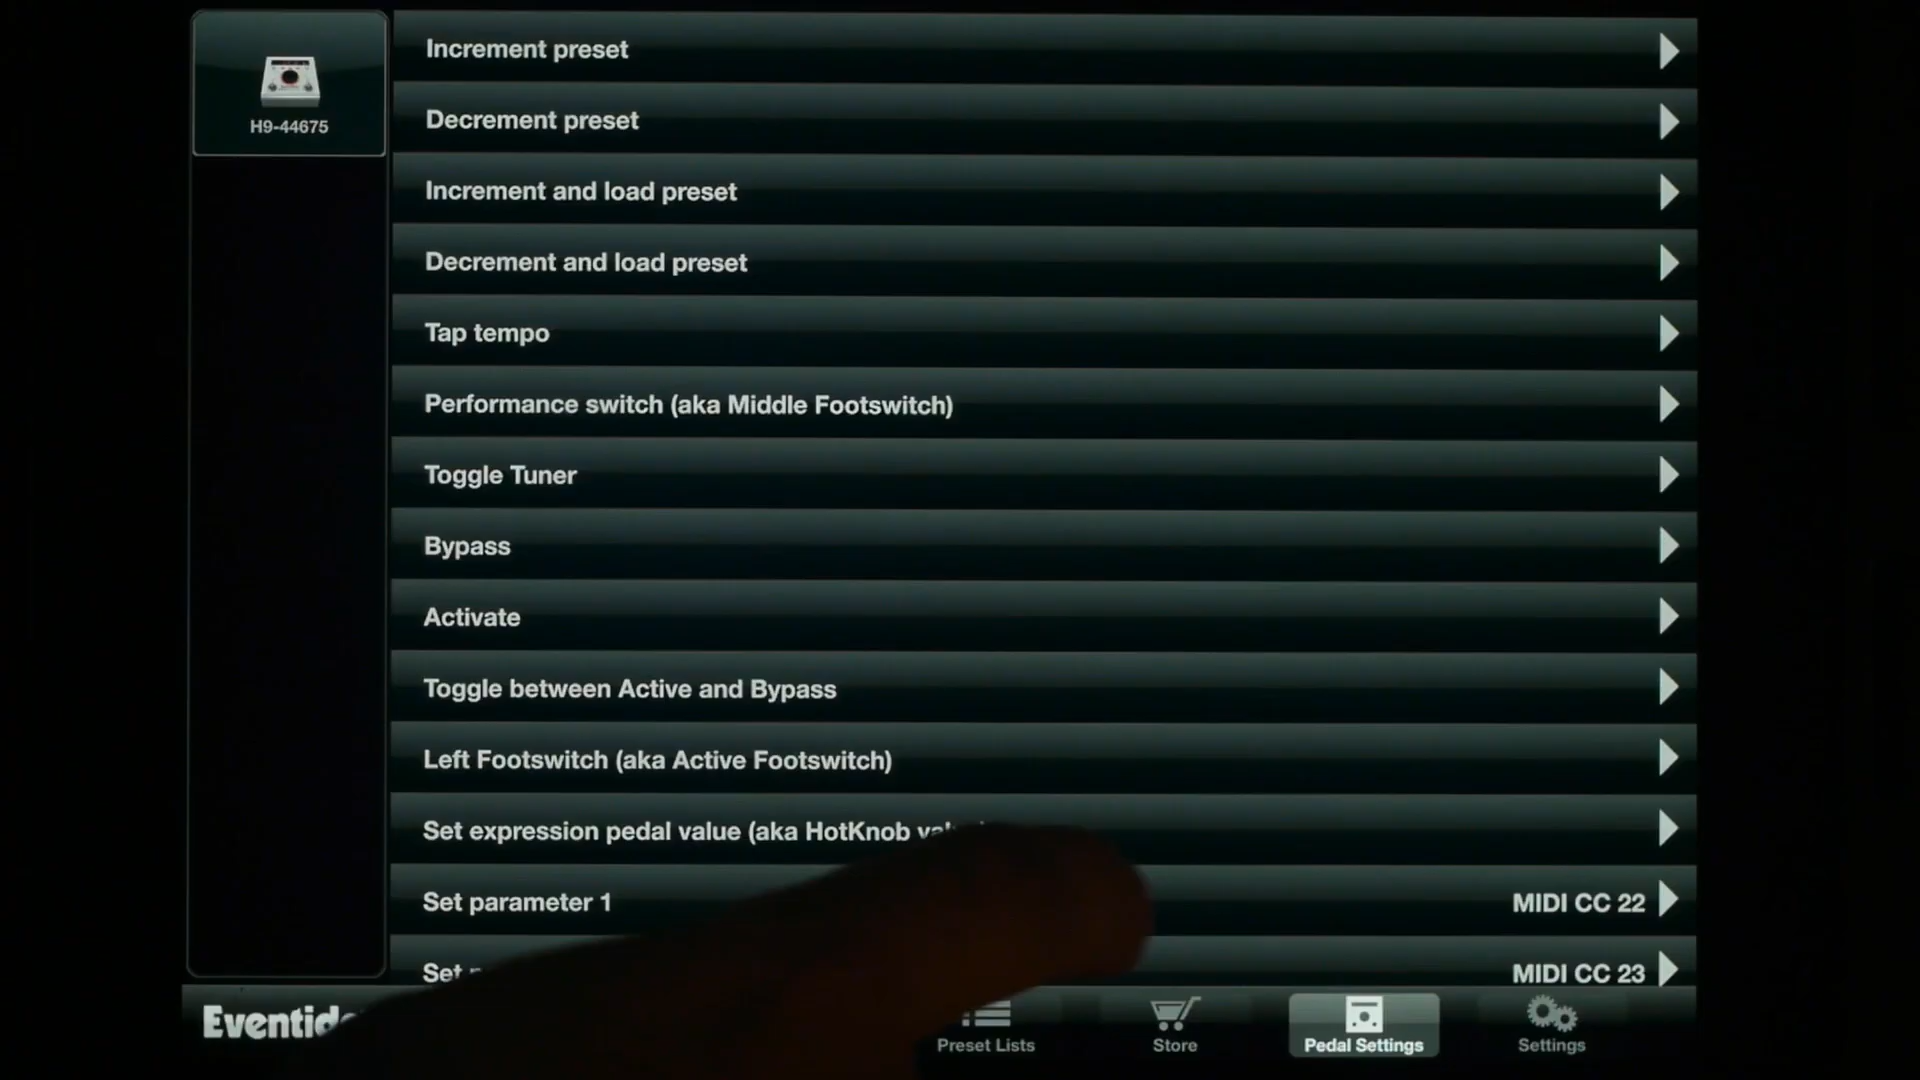 H9-44675
Increment preset
Decrement preset
Increment and load preset
Decrement and load preset
Tap tempo
Performance switch (aka Middle Footswitch)
Toggle Tuner
Bypass
Activate
Toggle between Active and Bypass
Left Footswitch (aka Active Footswitch)
Set expression pedal value (aka HotKnob
Set parameter 1 MIDI CC 22
Set MIDI CC 23
Eventide
Preset Lists
Store
Pedal Settings
Settings